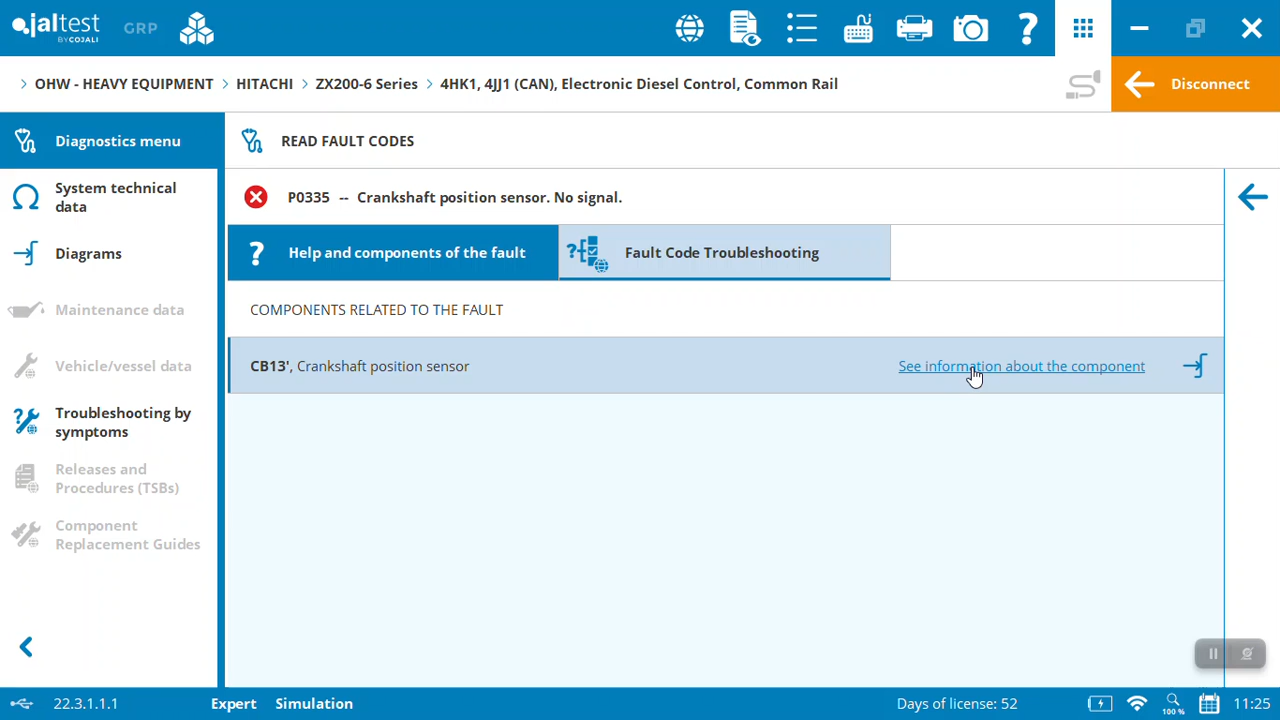 jaltest
BY COJALI
GRP
OHW - HEAVY EQUIPMENT
HITACHI
ZX200-6 Series
4HK1, 4JJ1 (CAN), Electronic Diesel Control, Common Rail
Disconnect
Diagnostics menu
READ FAULT CODES
System technical
data
Diagrams
Maintenance data
Vehicle/vessel data
Troubleshooting by
symptoms
Releases and
Procedures (TSBs)
Component
Replacement Guides
P0335 -- Crankshaft position sensor. No signal.
Help and components of the fault
Fault Code Troubleshooting
COMPONENTS RELATED TO THE FAULT
CB13', Crankshaft position sensor
See information about the component
22.3.1.1.1
Expert
Simulation
Days of license: 52
100 %
11:25